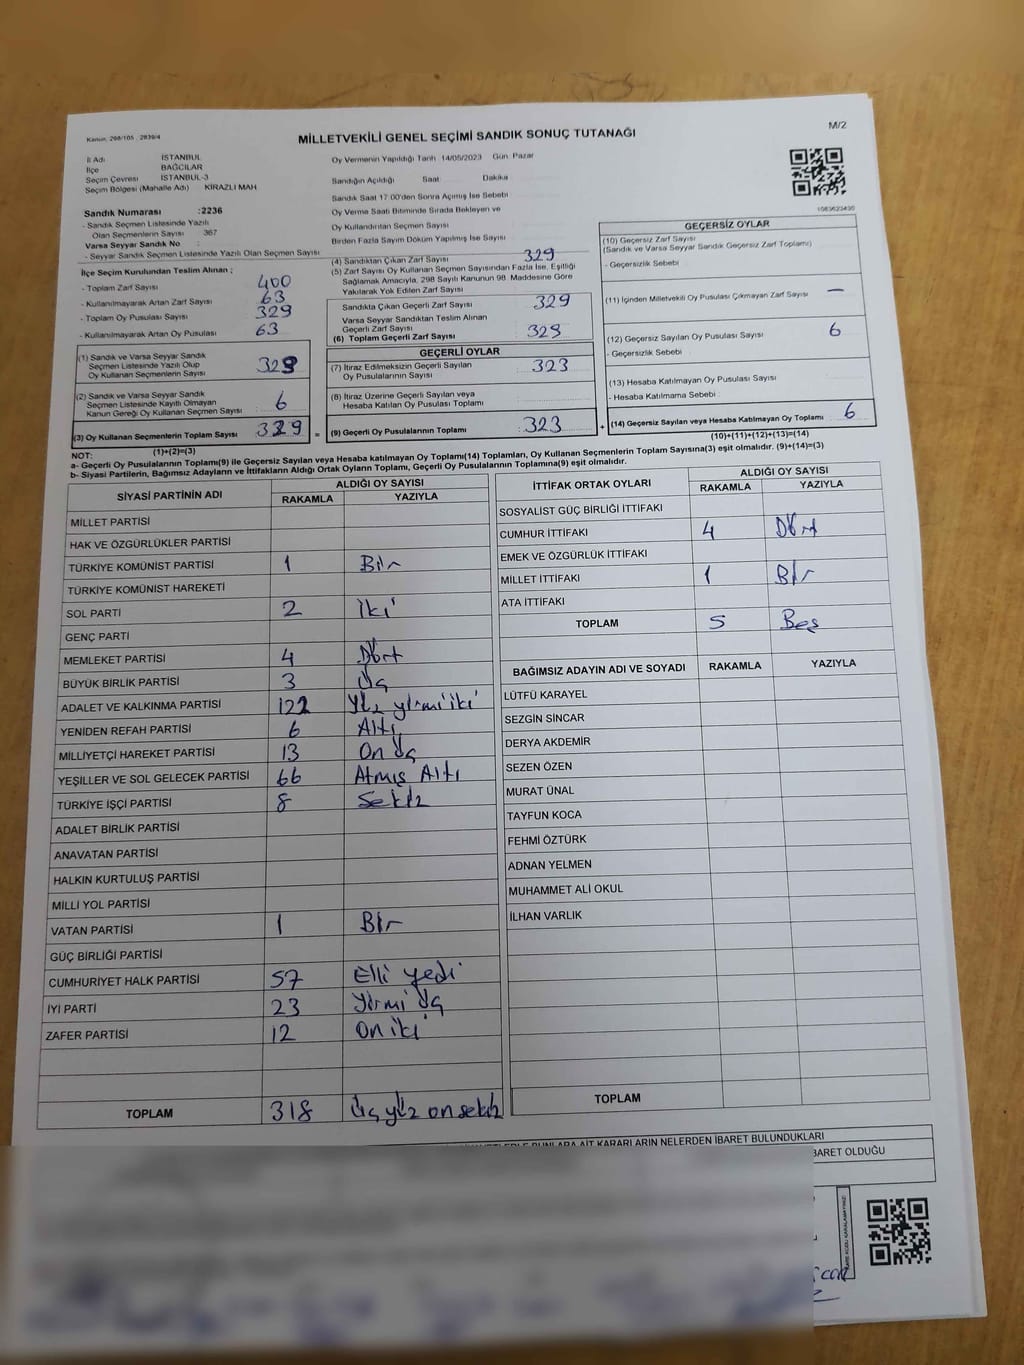 Kanun: 298/105 , 2839/4
MİLLETVEKİLİ GENEL SEÇİMİ SANDIK SONUÇ TUTANAĞI
M/2
İl Adı İSTANBUL
İlçe BAĞCILAR
Seçim Çevresi İSTANBUL-3
Seçim Bölgesi (Mahalle Adı) KİRAZLI MAH
Oy Vermenin Yapıldığı Tarih 14/05/2023 Gün Pazar
Sandığın Açıldığı Saat Dakika
Sandık Saat 17:00'den Sonra Açılmış İse Sebebi
Oy Verme Saati Bitiminde Sırada Bekleyen ve
Oy Kullandırılan Seçmen Sayısı
Birden Fazla Sayım Döküm Yapılmış İse Sayısı
Sandık Numarası :2236
- Sandık Seçmen Listesinde Yazılı
Olan Seçmenlerin Sayısı 367
Varsa Seyyar Sandık No :
- Seyyar Sandık Seçmen Listesinde Yazılı Olan Seçmen Sayısı
İlçe Seçim Kurulundan Teslim Alınan ;
- Toplam Zarf Sayısı 400
- Kullanılmayarak Artan Zarf Sayısı 63
- Toplam Oy Pusulası Sayısı 329
- Kullanılmayarak Artan Oy Pusulası 63
(1) Sandık ve Varsa Seyyar Sandık
Seçmen Listesinde Yazılı Olup
Oy Kullanan Seçmenlerin Sayısı 323
(2) Sandık ve Varsa Seyyar Sandık
Seçmen Listesinde Kayıtlı Olmayan
Kanun Gereği Oy Kullanan Seçmen Sayısı 6
(3) Oy Kullanan Seçmenlerin Toplam Sayısı 329
(1)+(2)=(3)
(4) Sandıktan Çıkan Zarf Sayısı 329
(5) Zarf Sayısı Oy Kullanan Seçmen Sayısından Fazla İse, Eşitliği
Sağlamak Amacıyla, 298 Sayılı Kanunun 98. Maddesine Göre
Yakılarak Yok Edilen Zarf Sayısı
Sandıkta Çıkan Geçerli Zarf Sayısı 329
Varsa Seyyar Sandıktan Teslim Alınan
Geçerli Zarf Sayısı
(6) Toplam Geçerli Zarf Sayısı 329
GEÇERLİ OYLAR
(7) İtiraz Edilmeksizin Geçerli Sayılan
Oy Pusulalarının Sayısı 323
(8) İtiraz Üzerine Geçerli Sayılan veya
Hesaba Katılan Oy Pusulası Toplamı
= (9) Geçerli Oy Pusulalarının Toplamı : 323 +
1083623430
GEÇERSİZ OYLAR
(10) Geçersiz Zarf Sayısı
(Sandık ve Varsa Seyyar Sandık Geçersiz Zarf Toplamı)
- Geçersizlik Sebebi
(11) İçinden Milletvekili Oy Pusulası Çıkmayan Zarf Sayısı —
(12) Geçersiz Sayılan Oy Pusulası Sayısı 6
- Geçersizlik Sebebi
(13) Hesaba Katılmayan Oy Pusulası Sayısı
- Hesaba Katılmama Sebebi :
(14) Geçersiz Sayılan veya Hesaba Katılmayan Oy Toplamı 6
(10)+(11)+(12)+(13)=(14)
NOT:
a- Geçerli Oy Pusulalarının Toplamı(9) ile Geçersiz Sayılan veya Hesaba katılmayan Oy Toplamı(14) Toplamları, Oy Kullanan Seçmenlerin Toplam Sayısına(3) eşit olmalıdır. (9)+(14)=(3)
b- Siyasi Partilerin, Bağımsız Adayların ve İttifakların Aldığı Ortak Oyların Toplamı, Geçerli Oy Pusulalarının Toplamına(9) eşit olmalıdır.
SİYASİ PARTİNİN ADI ALDIĞI OY SAYISI
RAKAMLA YAZIYLA
MİLLET PARTİSİ
HAK VE ÖZGÜRLÜKLER PARTİSİ
TÜRKİYE KOMÜNİST PARTİSİ 1 Bir
TÜRKİYE KOMÜNİST HAREKETİ
SOL PARTİ 2 İki
GENÇ PARTİ
MEMLEKET PARTİSİ 4 Dört
BÜYÜK BİRLİK PARTİSİ 3 Üç
ADALET VE KALKINMA PARTİSİ 122 Yüz yirmi iki
YENİDEN REFAH PARTİSİ 6 Altı
MİLLİYETÇİ HAREKET PARTİSİ 13 On Üç
YEŞİLLER VE SOL GELECEK PARTİSİ 66 Atmış Altı
TÜRKİYE İŞÇİ PARTİSİ 8 Sekiz
ADALET BİRLİK PARTİSİ
ANAVATAN PARTİSİ
HALKIN KURTULUŞ PARTİSİ
MİLLİ YOL PARTİSİ
VATAN PARTİSİ 1 Bir
GÜÇ BİRLİĞİ PARTİSİ
CUMHURİYET HALK PARTİSİ 57 Elli yedi
İYİ PARTİ 23 Yirmi Üç
ZAFER PARTİSİ 12 On iki
TOPLAM 318 Üç yüz on sekiz
İTTİFAK ORTAK OYLARI ALDIĞI OY SAYISI
RAKAMLA YAZIYLA
SOSYALİST GÜÇ BİRLİĞİ İTTİFAKI
CUMHUR İTTİFAKI 4 Dört
EMEK VE ÖZGÜRLÜK İTTİFAKI
MİLLET İTTİFAKI 1 Bir
ATA İTTİFAKI
TOPLAM 5 Beş
BAĞIMSIZ ADAYIN ADI VE SOYADI RAKAMLA YAZIYLA
LÜTFÜ KARAYEL
SEZGİN SİNCAR
DERYA AKDEMİR
SEZEN ÖZEN
MURAT ÜNAL
TAYFUN KOCA
FEHMİ ÖZTÜRK
ADNAN YELMEN
MUHAMMET ALİ OKUL
İLHAN VARLIK
TOPLAM
BUNLARA AİT KARARLARIN NELERDEN İBARET BULUNDUKLARI
BARET OLDUĞU